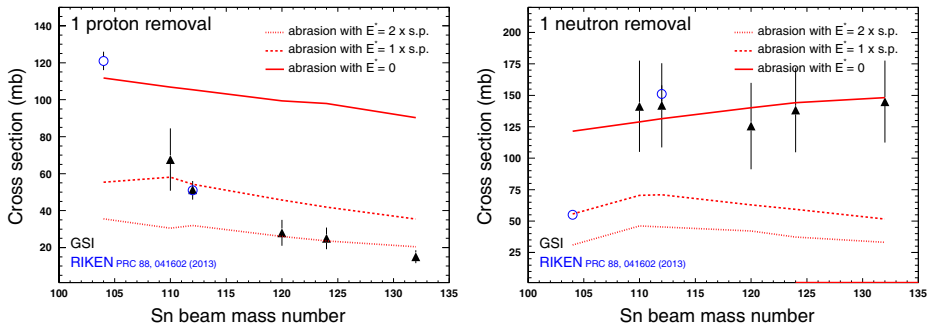 1 proton removal
abrasion with E* = 2 x s.p.
abrasion with E* = 1 x s.p.
abrasion with E* = 0
Cross section (mb)
140
120
100
80
60
40
20
GSI
RIKEN PRC 88, 041602 (2013)
100 105 110 115 120 125 130 135
Sn beam mass number
1 neutron removal
abrasion with E* = 2 x s.p.
abrasion with E* = 1 x s.p.
abrasion with E* = 0
Cross section (mb)
200
175
150
125
100
75
50
25
GSI
RIKEN PRC 88, 041602 (2013)
100 105 110 115 120 125 130 135
Sn beam mass number